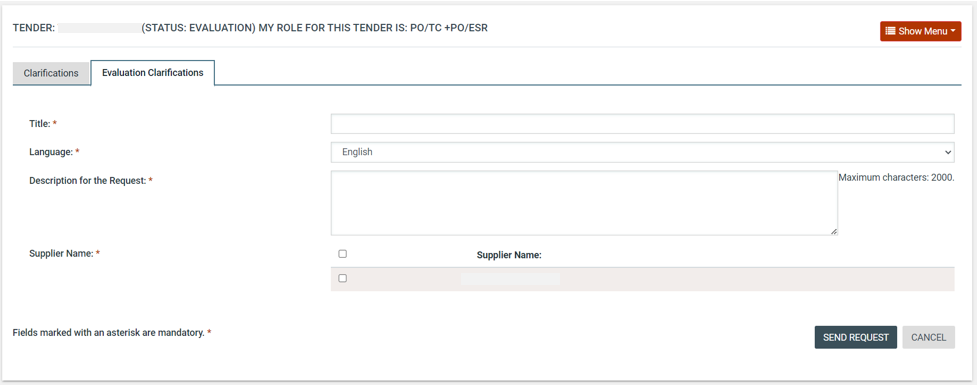 TENDER: (STATUS: EVALUATION) MY ROLE FOR THIS TENDER IS: PO/TC +PO/ESR
Show Menu
Clarifications
Evaluation Clarifications
Title: *
Language: *
English
Description for the Request: *
Maximum characters: 2000.
Supplier Name: *
Supplier Name:
Fields marked with an asterisk are mandatory. *
SEND REQUEST
CANCEL